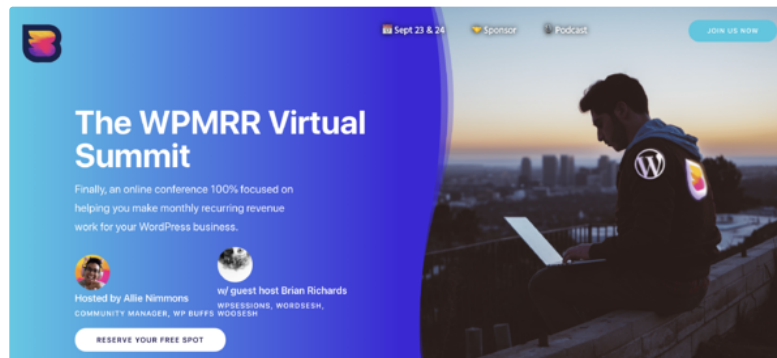 Sept 23 & 24
Sponsor
Podcast
JOIN US NOW
The WPMRR Virtual
Summit
Finally, an online conference 100% focused on
helping you make monthly recurring revenue
work for your WordPress business.
Hosted by Allie Nimmons
COMMUNITY MANAGER, WP BUFFS
w/ guest host Brian Richards
WPSESSIONS, WORDSESH,
WOOSESH
RESERVE YOUR FREE SPOT